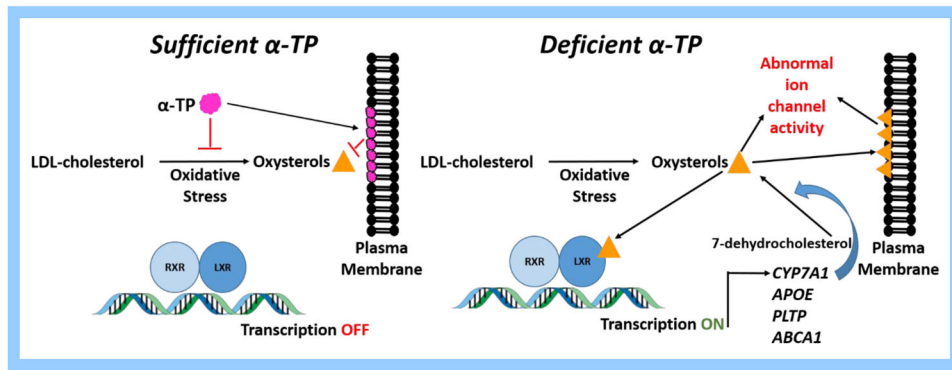 Sufficient α-TP
α-TP
LDL-cholesterol
Oxysterols
Oxidative
Stress
Plasma
Membrane
RXR
LXR
Transcription OFF
Deficient α-TP
Abnormal
ion
channel
activity
LDL-cholesterol
Oxysterols
Oxidative
Stress
7-dehydrocholesterol
Plasma
Membrane
RXR
LXR
Transcription ON
CYP7A1
APOE
PLTP
ABCA1